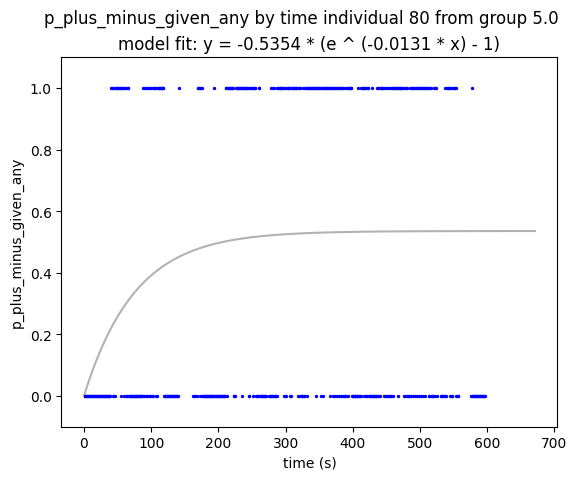 p_plus_minus_given_any by time individual 80 from group 5.0
model fit: y = -0.5354 * (e ^ (-0.0131 * x) - 1)
p_plus_minus_given_any
1.0
0.8
0.6
0.4
0.2
0.0
0 100 200 300 400 500 600 700
time (s)